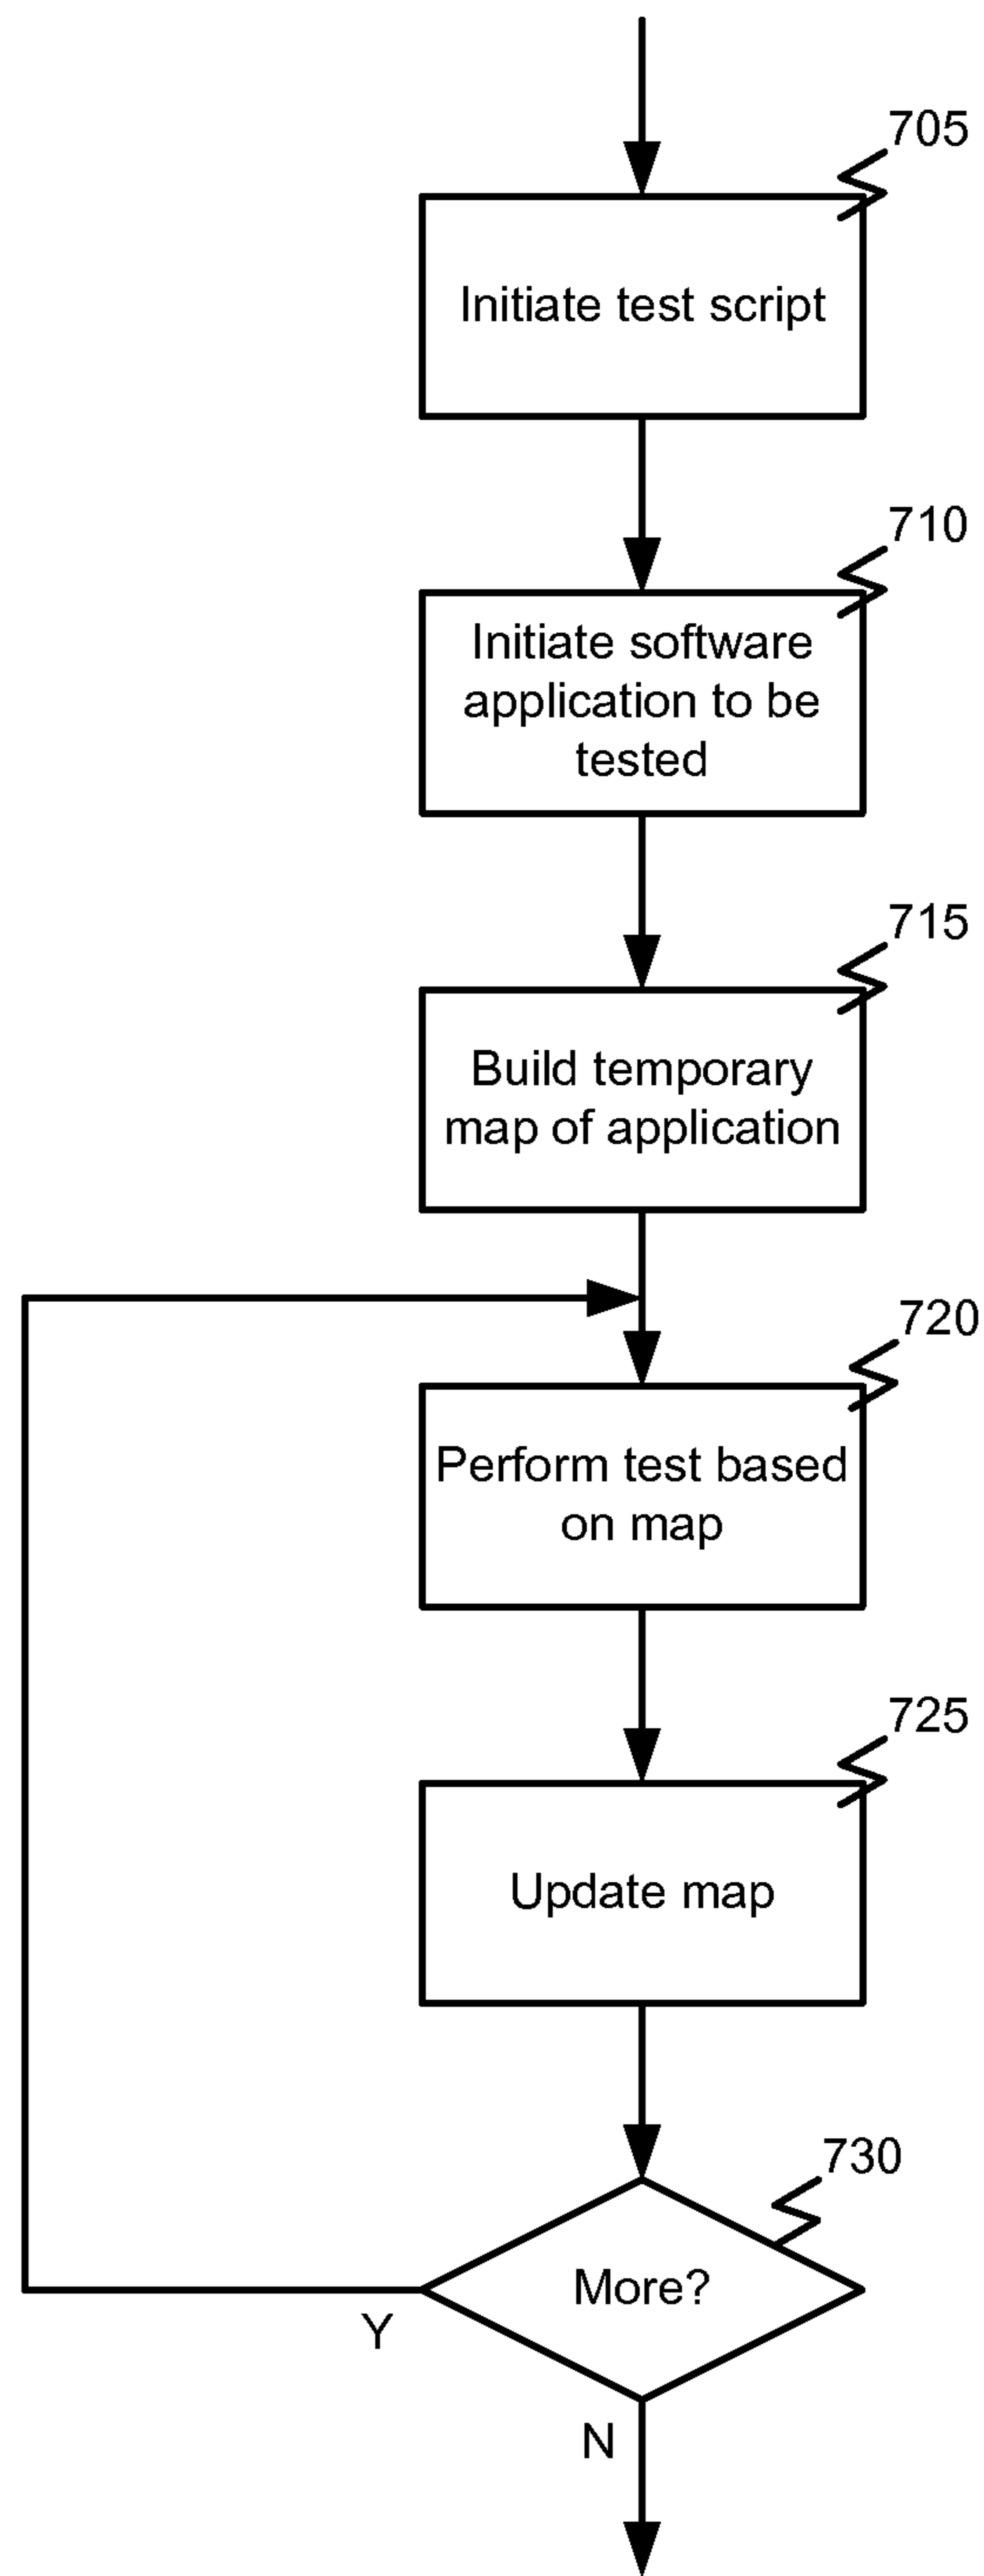 705
Initiate test script
710
Initiate software
application to be
tested
715
Build temporary
map of application
720
Perform test based
on map
725
Update map
730
More?
Y
N